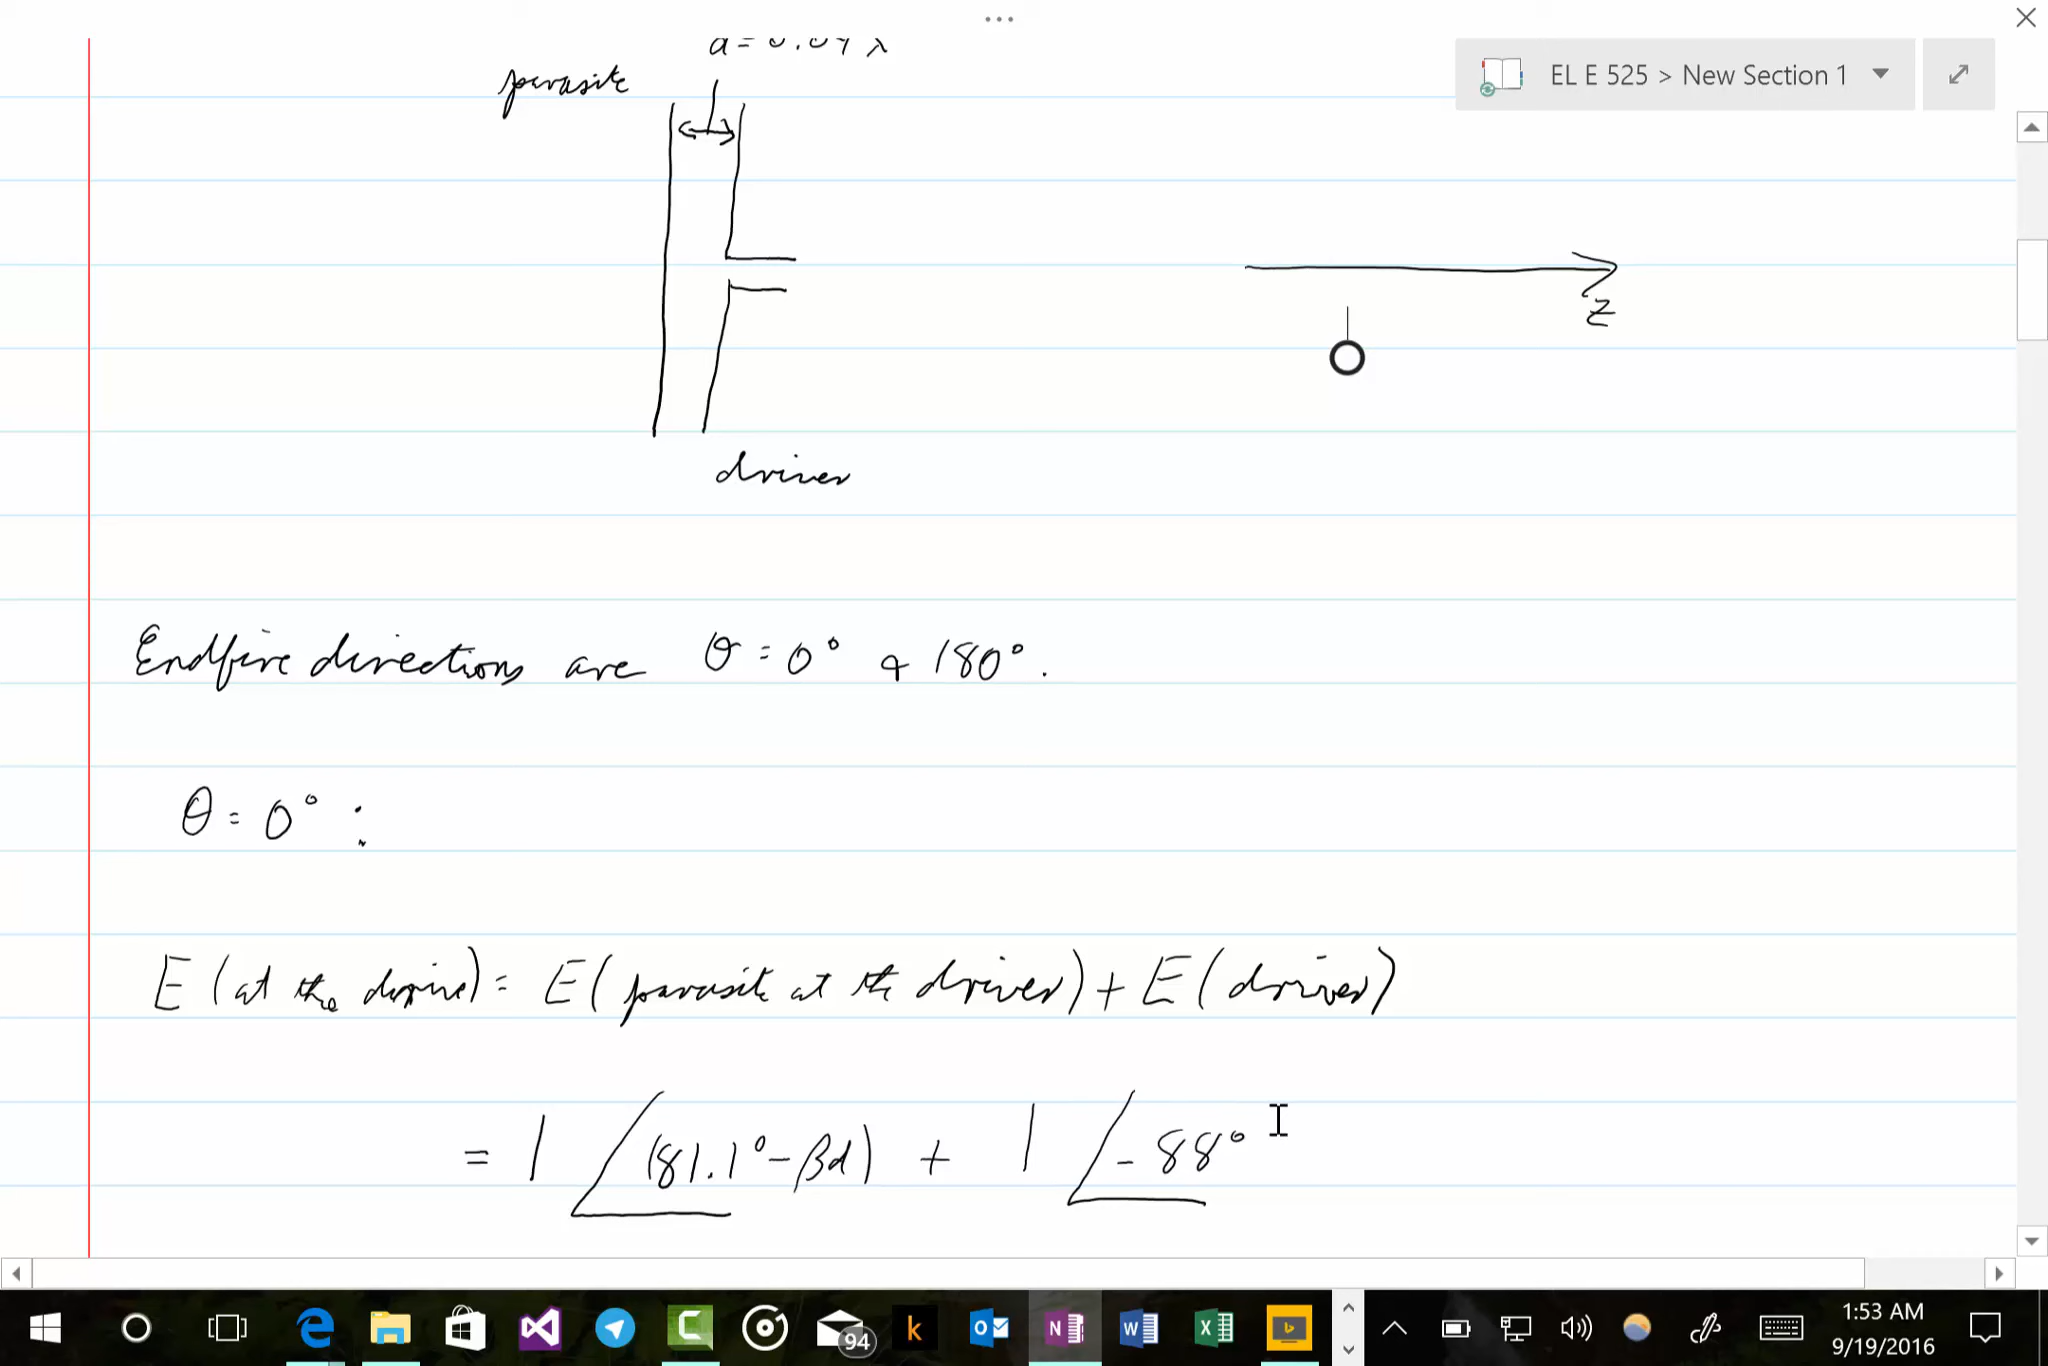 EL E 525 > New Section 1
parasite
Z
driver
Endfire directions are θ = 0° & 180°.
θ = 0° :
E (at the driver) = E (parasite at the driver) + E (driver)
= 1 ∠(81.1° - βd) + 1 ∠-88°
94
1:53 AM
9/19/2016